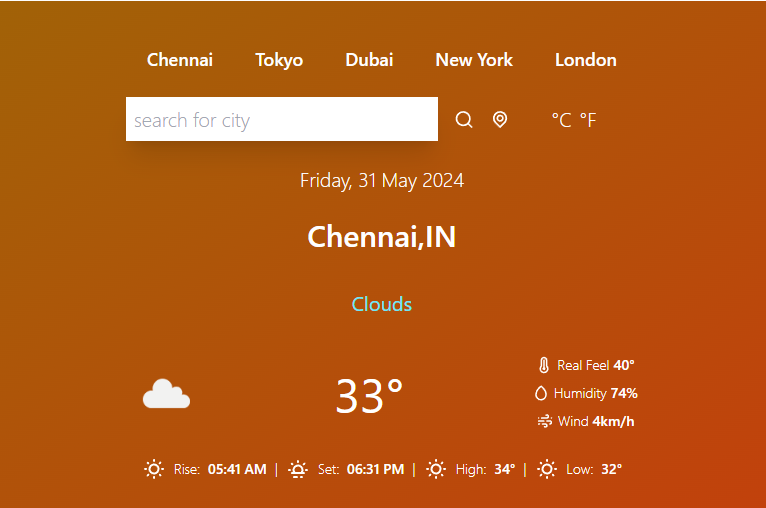 Chennai Tokyo Dubai New York London
search for city °C °F
Friday, 31 May 2024
Chennai,IN
Clouds
33°
Real Feel 40°
Humidity 74%
Wind 4km/h
Rise: 05:41 AM | Set: 06:31 PM | High: 34° | Low: 32°